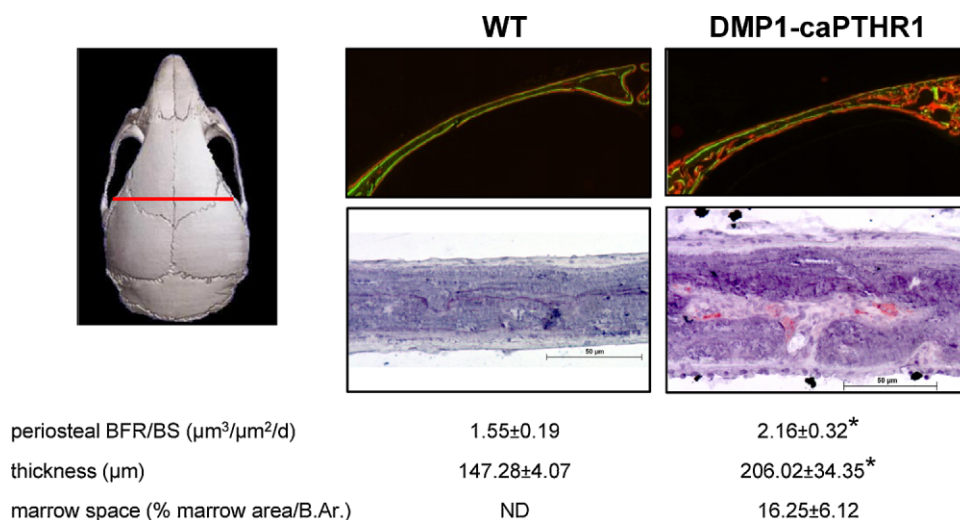 WT DMP1-caPTHR1
50 µm
50 µm
periosteal BFR/BS (µm³/µm²/d) 1.55±0.19 2.16±0.32*
thickness (µm) 147.28±4.07 206.02±34.35*
marrow space (% marrow area/B.Ar.) ND 16.25±6.12